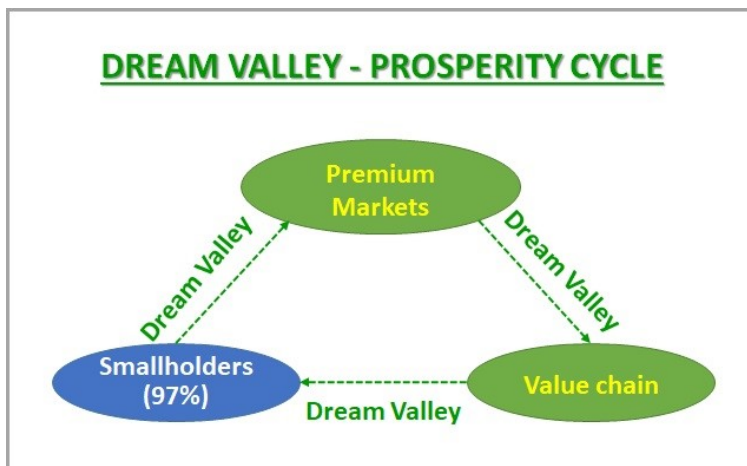 DREAM VALLEY - PROSPERITY CYCLE
Premium
Markets
Dream Valley
Dream Valley
Smallholders
(97%)
Value chain
Dream Valley